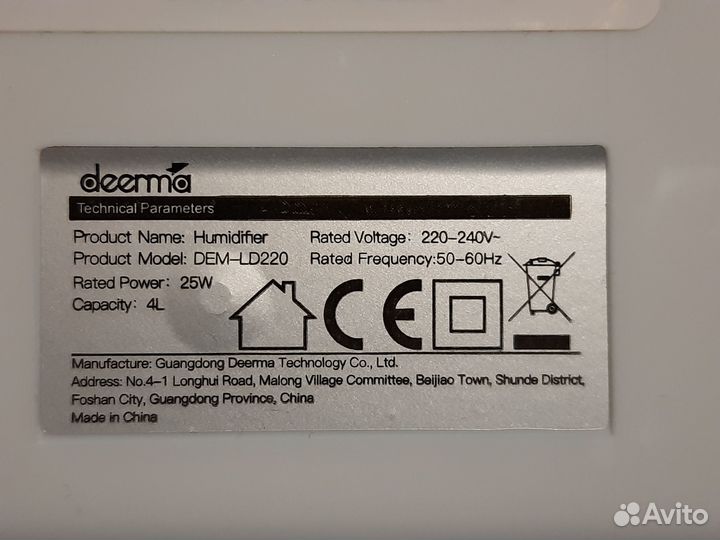 deerma
Technical Parameters
Product Name: Humidifier Rated Voltage: 220-240V~
Product Model: DEM-LD220 Rated Frequency:50-60Hz
Rated Power: 25W
Capacity: 4L
CE
Manufacture: Guangdong Deerma Technology Co., Ltd.
Address: No.4-1 Longhui Road, Malong Village Committee, Beijiao Town, Shunde District,
Foshan City, Guangdong Province, China
Made in China
Avito